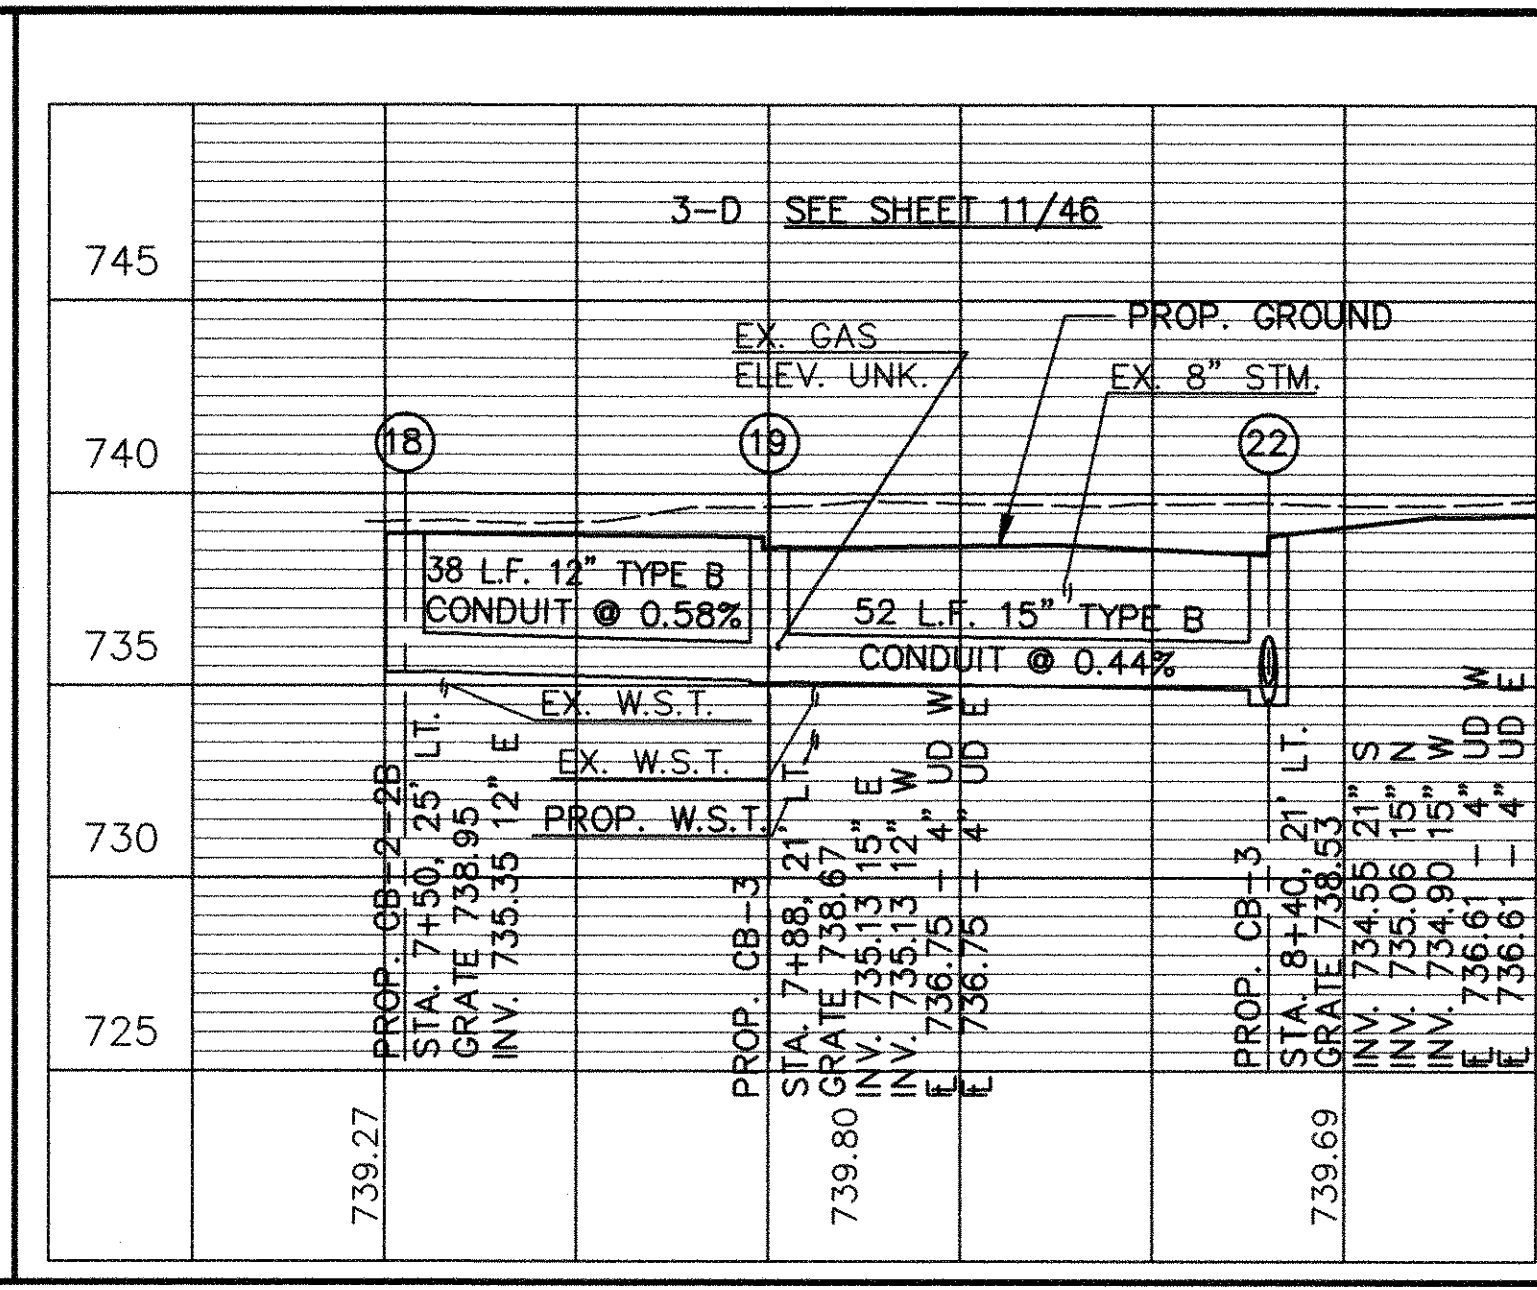 3-D SEE SHEET 11/46
745
PROP. GROUND
EX. GAS
ELEV. UNK.
EX. 8" STM.
740
18
19
22
38 L.F. 12" TYPE B
CONDUIT @ 0.58%
52 L.F. 15" TYPE B
CONDUIT @ 0.44%
735
EX. W.S.T.
EX. W.S.T.
PROP. W.S.T.
730
725
PROP. CB-2-2B
STA. 7+50, 25' LT.
GRATE 738.95
INV. 735.35 12" E
PROP. CB-3
STA. 7+88, 21' LT.
GRATE 738.67
INV. 735.13 15" E
INV. 735.13 12" W
736.75 - 4" UD W
736.75 - 4" UD E
PROP. CB-3
STA. 8+40, 21' LT.
GRATE 738.53
INV. 734.55 21" S
INV. 735.06 15" N
INV. 734.90 15" W
736.61 - 4" UD W
736.61 - 4" UD E
739.27
739.80
739.69